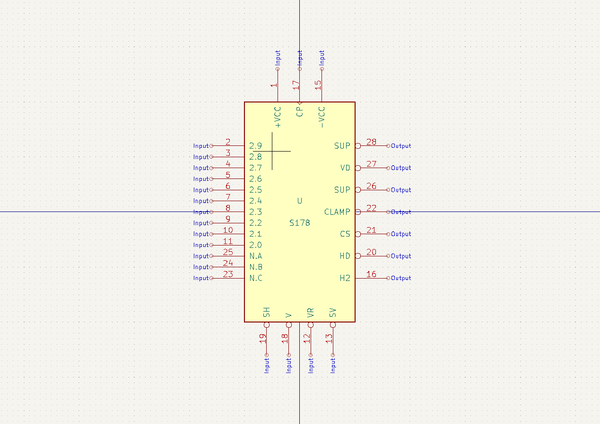 Input Input Input
1 17 15
+VCC CP -VCC
Input 2 2.9 SUP 28 Output
Input 3 2.8
Input 4 2.7 VD 27 Output
Input 5 2.6
Input 6 2.5 SUP 26 Output
Input 7 2.4 U
Input 8 2.3 CLAMP 22 Output
Input 9 2.2 S178
Input 10 2.1 CS 21 Output
Input 11 2.0
Input 25 N.A HD 20 Output
Input 24 N.B
Input 23 N.C H2 16 Output
SH V VR SV
19 18 12 13
Input Input Input Input